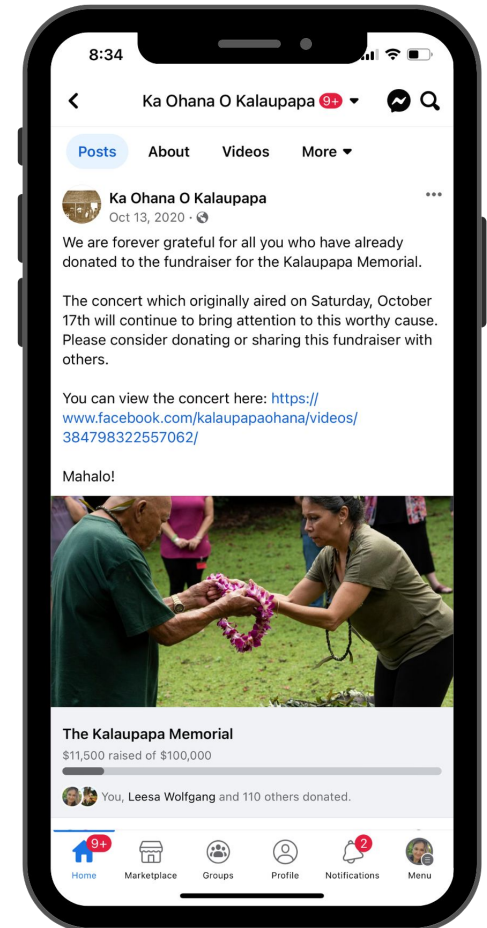 8:34
Ka Ohana O Kalaupapa 9+
Posts About Videos More
Ka Ohana O Kalaupapa
Oct 13, 2020 ·
We are forever grateful for all you who have already
donated to the fundraiser for the Kalaupapa Memorial.
The concert which originally aired on Saturday, October
17th will continue to bring attention to this worthy cause.
Please consider donating or sharing this fundraiser with
others.
You can view the concert here: https://
www.facebook.com/kalaupapaohana/videos/
384798322557062/
Mahalo!
The Kalaupapa Memorial
$11,500 raised of $100,000
You, Leesa Wolfgang and 110 others donated.
9+ 2
Home Marketplace Groups Profile Notifications Menu